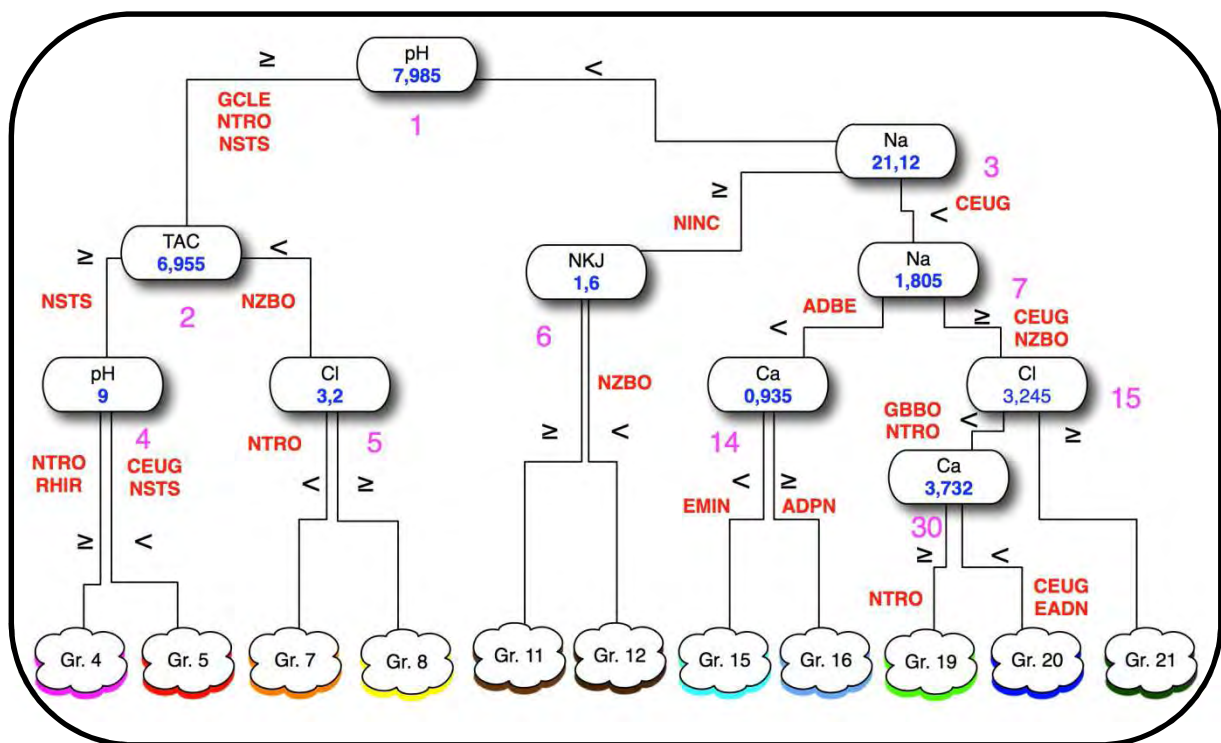 pH
7,985
≥
<
GCLE
NTRO
NSTS
1
Na
21,12
3
≥
NINC
CEUG
<
TAC
6,955
≥
<
NSTS
NZBO
2
NKJ
1,6
6
Na
1,805
7
ADBE
<
≥
CEUG
NZBO
pH
9
4
Cl
3,2
5
NTRO
NZBO
Ca
0,935
14
Cl
3,245
15
GBBO
NTRO
<
≥
NTRO
RHIR
CEUG
NSTS
≥
<
<
≥
≥
<
EMIN
<
≥
ADPN
Ca
3,732
30
≥
<
NTRO
CEUG
EADN
Gr. 4
Gr. 5
Gr. 7
Gr. 8
Gr. 11
Gr. 12
Gr. 15
Gr. 16
Gr. 19
Gr. 20
Gr. 21